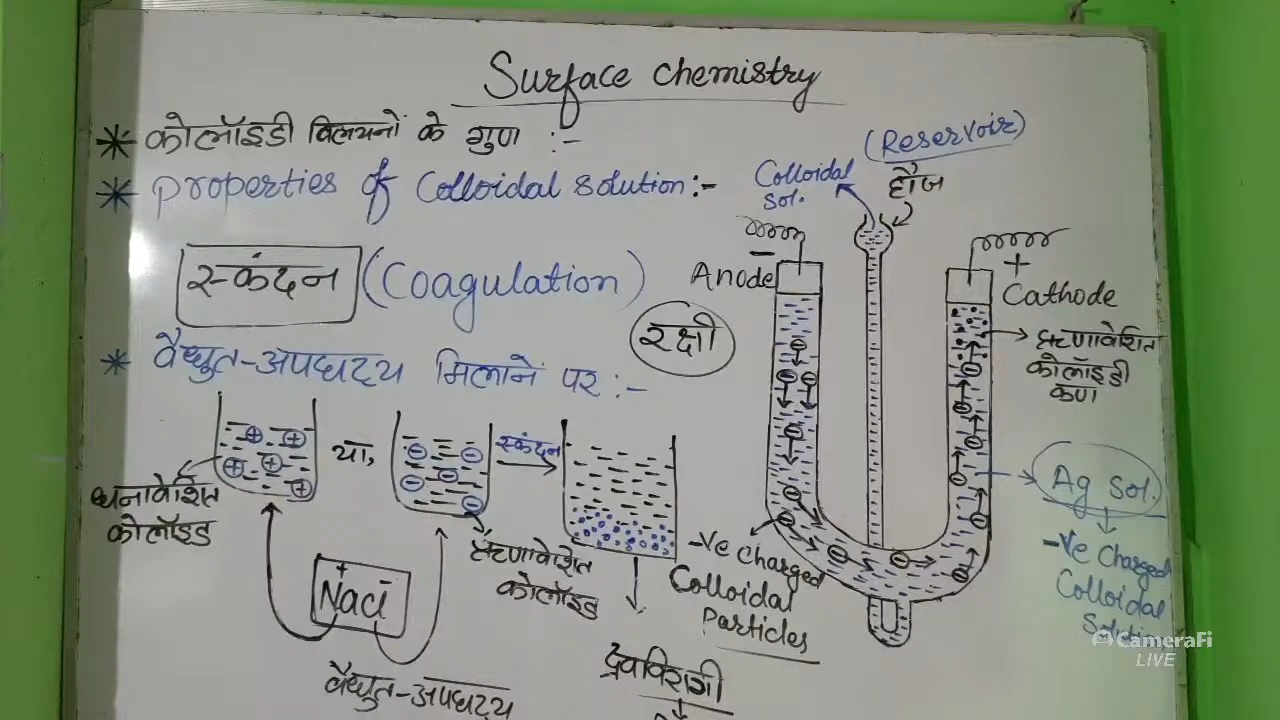 Surface chemistry
* कोलॉइडी विलयनों के गुण :-
* properties of Colloidal solution :-
स्कंदन (Coagulation)
* वैद्युत-अपघट्य मिलाने पर :-
या,
स्कंदन
धनावेशित
कोलॉइड
ऋणावेशित
कोलॉइड
Nacl
+ -
वैद्युत-अपघट्य
द्रवविरागी
रक्षी
(Reservoir)
हौज
Colloidal
sol.
-
Anode
+
Cathode
ऋणावेशित
कोलॉइडी
कण
Ag sol.
-Ve Charged
Colloidal
Solution
-Ve Charged
Colloidal
Particles
CameraFi
LIVE